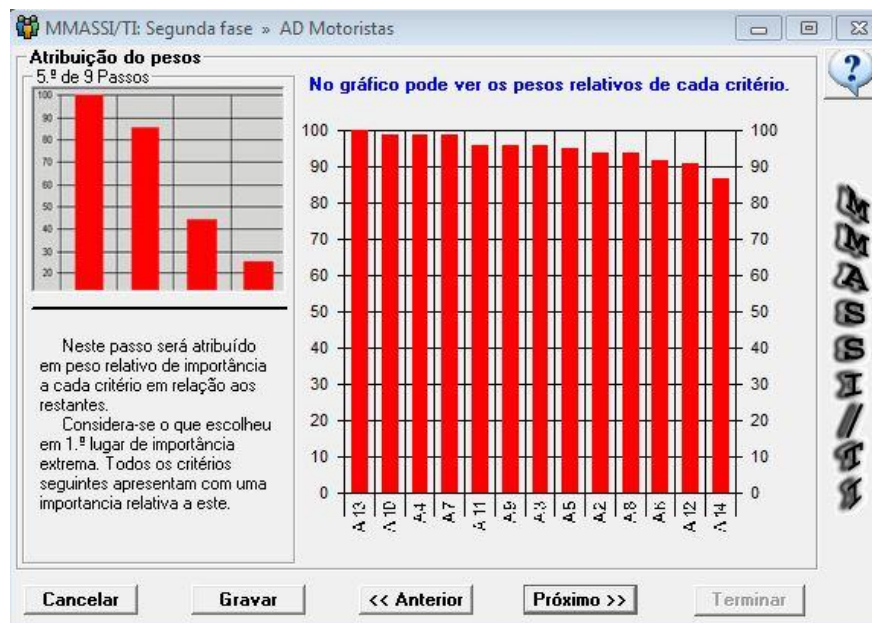 MMASSI/TI: Segunda fase » AD Motoristas
Atribuição do pesos
5.º de 9 Passos
100
90
80
70
60
50
40
30
20
Neste passo será atribuído
em peso relativo de importância
a cada critério em relação aos
restantes.
Considera-se o que escolheu
em 1.º lugar de importância
extrema. Todos os critérios
seguintes apresentam com uma
importancia relativa a este.
No gráfico pode ver os pesos relativos de cada critério.
100 100
90 90
80 80
70 70
60 60
50 50
40 40
30 30
20 20
10 10
0 0
A 13 A 10 A 4 A 7 A 11 A 9 A 3 A 5 A 2 A 8 A 6 A 12 A 14
?
MMASSI/TI
Cancelar Gravar << Anterior Próximo >> Terminar